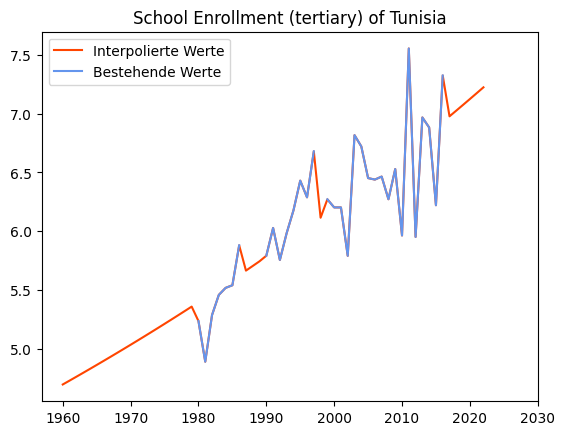 School Enrollment (tertiary) of Tunisia
Interpolierte Werte
Bestehende Werte
7.5
7.0
6.5
6.0
5.5
5.0
1960 1970 1980 1990 2000 2010 2020 2030